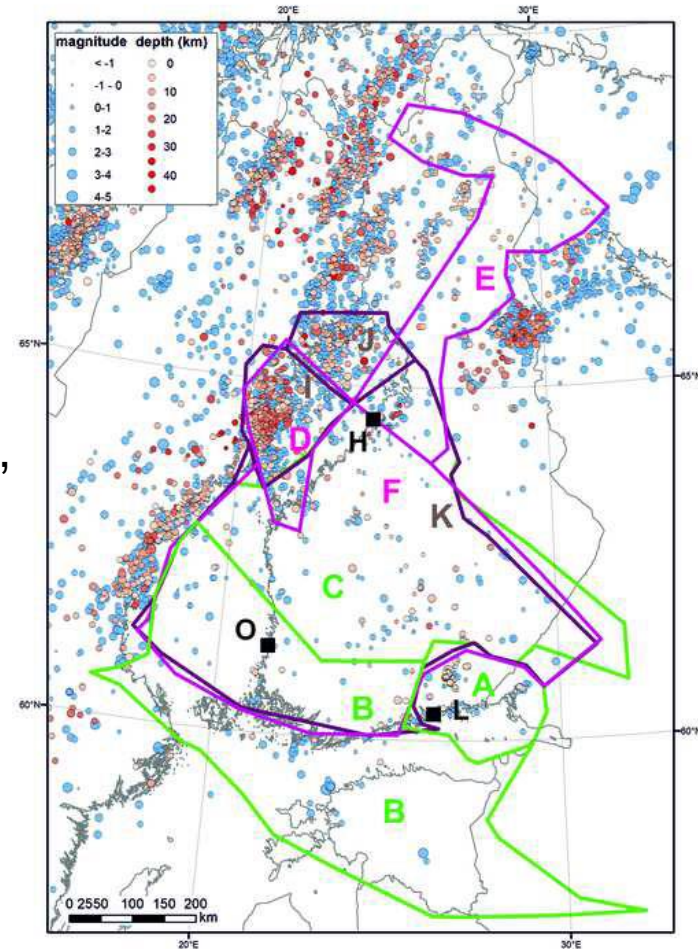 20°E 30°E
magnitude depth (km)
< -1 0
-1 - 0 10
0-1 20
1-2 30
2-3 40
3-4
4-5
E
65°N J 65°N
I
D H
,
F
K
C
O
A
60°N B L 60°N
B
0 2550 100 150 200
km
20°E 30°E